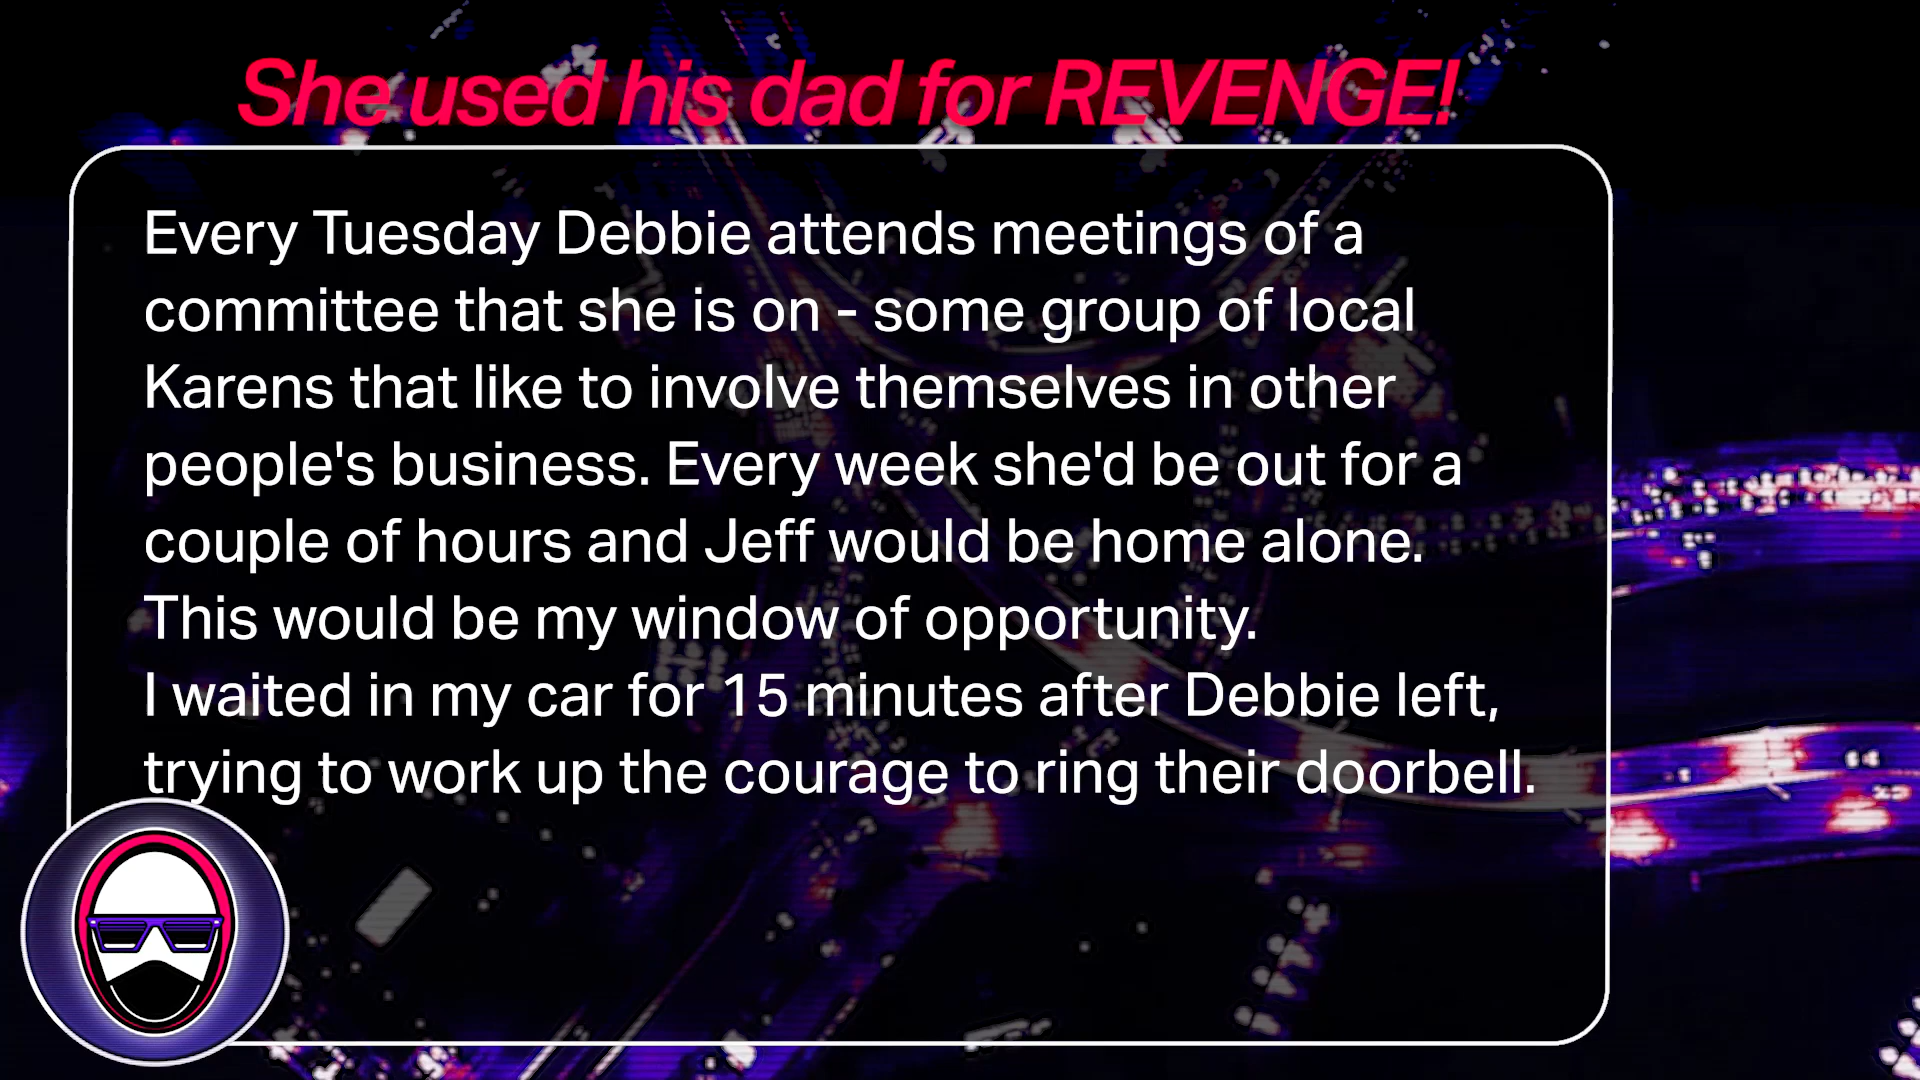 She used his dad for REVENGE!
Every Tuesday Debbie attends meetings of a
committee that she is on - some group of local
Karens that like to involve themselves in other
people's business. Every week she'd be out for a
couple of hours and Jeff would be home alone.
This would be my window of opportunity.
I waited in my car for 15 minutes after Debbie left,
trying to work up the courage to ring their doorbell.